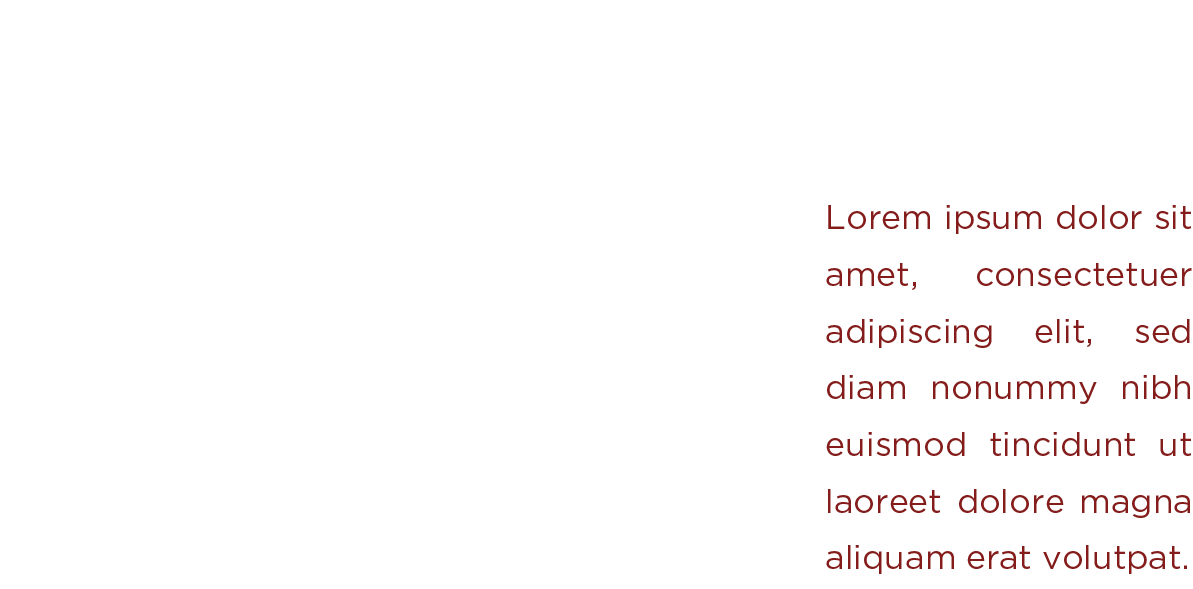 Lorem ipsum dolor sit
amet, consectetuer
adipiscing elit, sed
diam nonummy nibh
euismod tincidunt ut
laoreet dolore magna
aliquam erat volutpat.